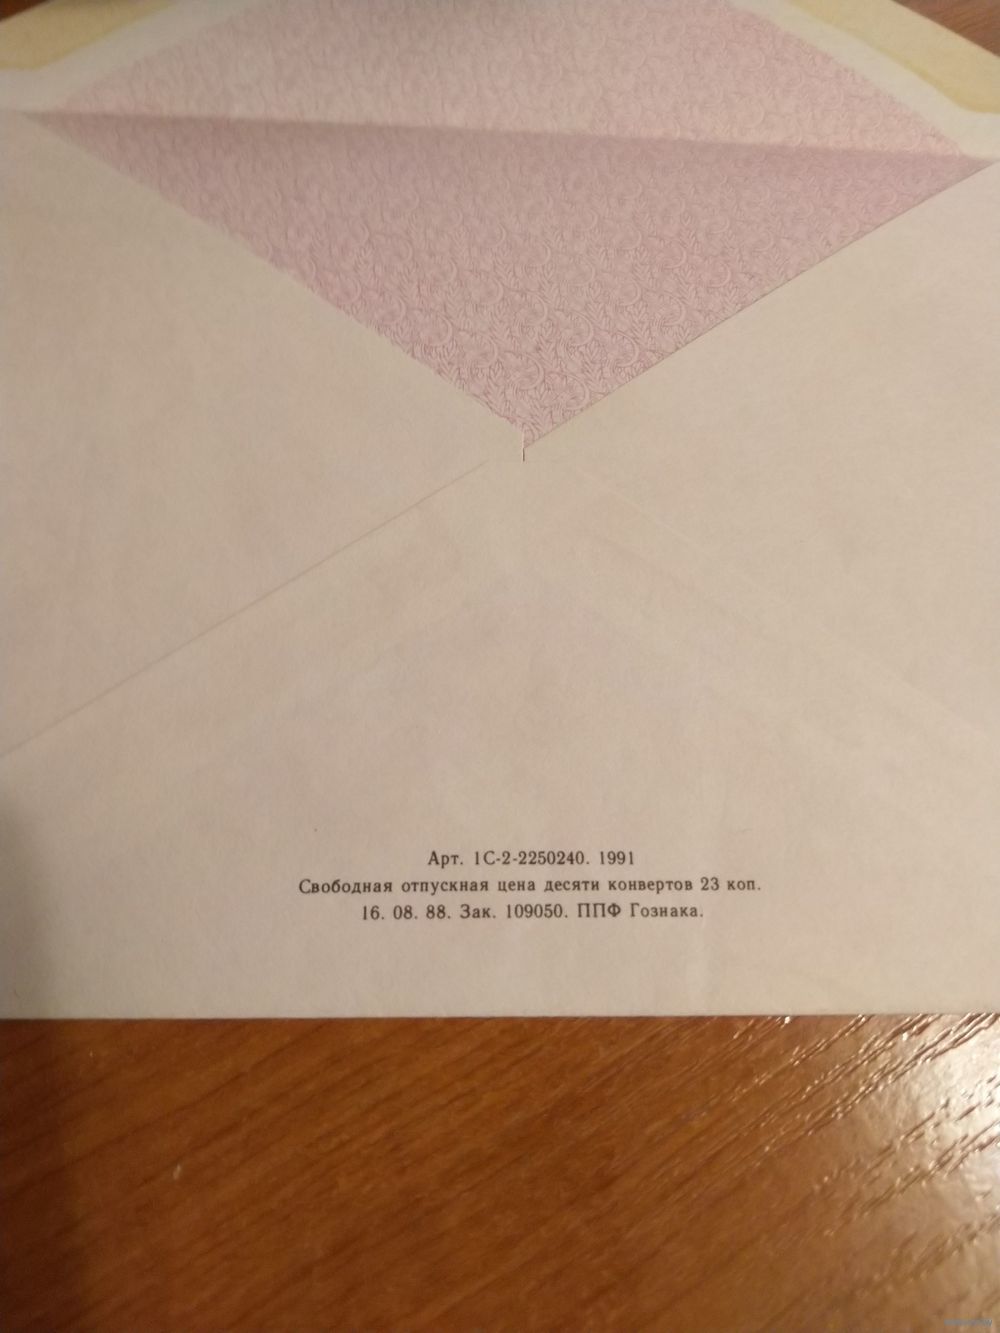 Арт. 1С-2-2250240. 1991
Свободная отпускная цена десяти конвертов 23 коп.
16. 08. 88. Зак. 109050. ППФ Гознака.